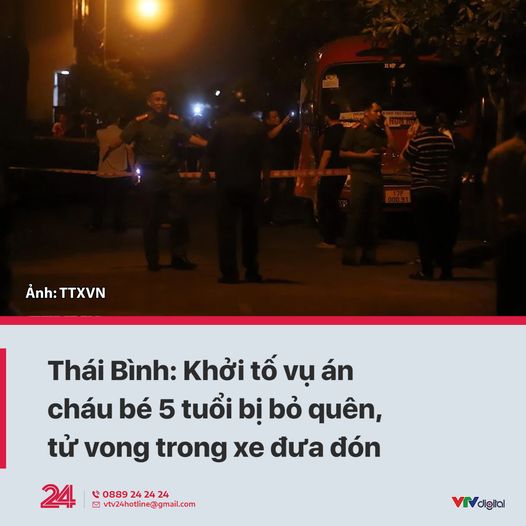 Ảnh: TTXVN
Thái Bình: Khởi tố vụ án
cháu bé 5 tuổi bị bỏ quên,
tử vong trong xe đưa đón
24
0889 24 24 24
vtv24hotline@gmail.com
VTVdigital